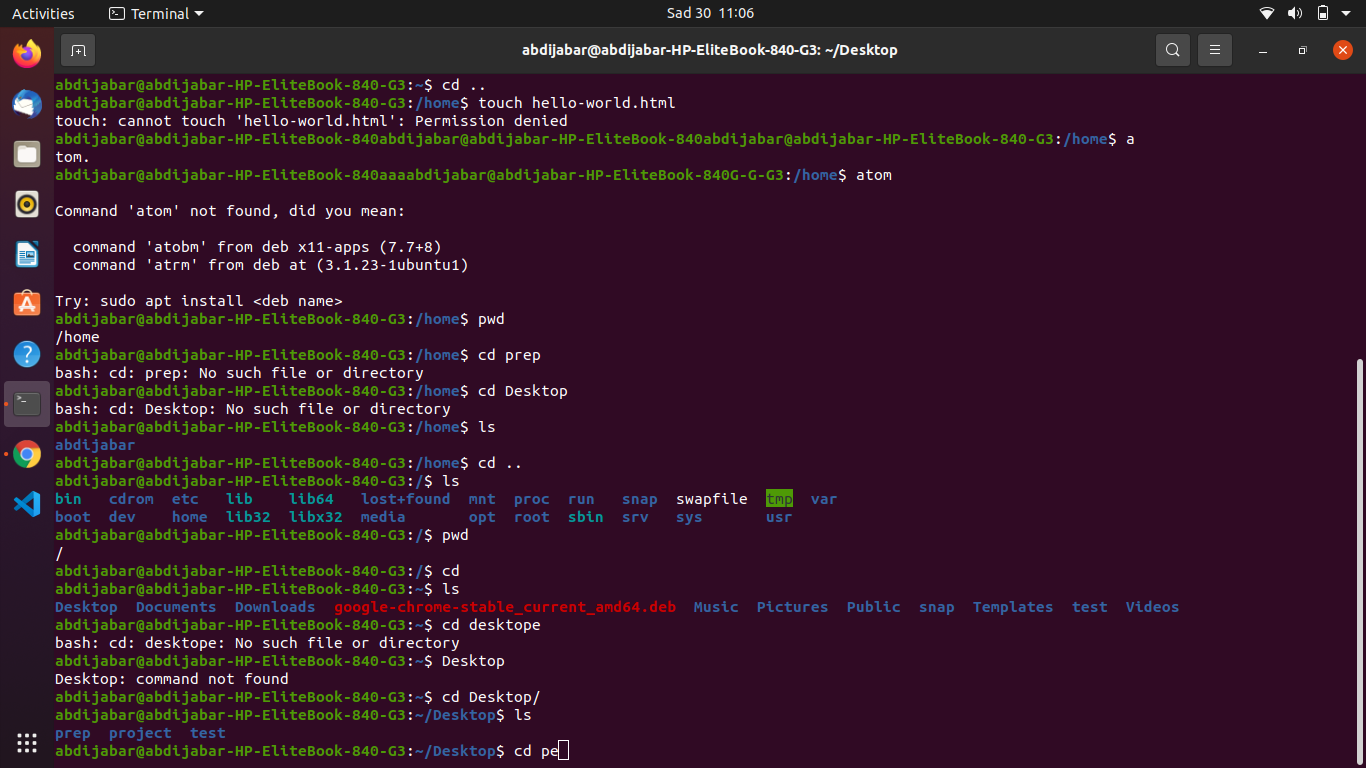 Activities Terminal Sad 30 11:06
abdijabar@abdijabar-HP-EliteBook-840-G3: ~/Desktop
abdijabar@abdijabar-HP-EliteBook-840-G3:~$ cd ..
abdijabar@abdijabar-HP-EliteBook-840-G3:/home$ touch hello-world.html
touch: cannot touch 'hello-world.html': Permission denied
abdijabar@abdijabar-HP-EliteBook-840abdijabar@abdijabar-HP-EliteBook-840abdijabar@abdijabar-HP-EliteBook-840-G3:/home$ a
tom.
abdijabar@abdijabar-HP-EliteBook-840aaaabdijabar@abdijabar-HP-EliteBook-840G-G-G3:/home$ atom
Command 'atom' not found, did you mean:
command 'atobm' from deb x11-apps (7.7+8)
command 'atrm' from deb at (3.1.23-1ubuntu1)
Try: sudo apt install <deb name>
abdijabar@abdijabar-HP-EliteBook-840-G3:/home$ pwd
/home
abdijabar@abdijabar-HP-EliteBook-840-G3:/home$ cd prep
bash: cd: prep: No such file or directory
abdijabar@abdijabar-HP-EliteBook-840-G3:/home$ cd Desktop
bash: cd: Desktop: No such file or directory
abdijabar@abdijabar-HP-EliteBook-840-G3:/home$ ls
abdijabar
abdijabar@abdijabar-HP-EliteBook-840-G3:/home$ cd ..
abdijabar@abdijabar-HP-EliteBook-840-G3:/$ ls
bin cdrom etc lib lib64 lost+found mnt proc run snap swapfile tmp var
boot dev home lib32 libx32 media opt root sbin srv sys usr
abdijabar@abdijabar-HP-EliteBook-840-G3:/$ pwd
/
abdijabar@abdijabar-HP-EliteBook-840-G3:/$ cd
abdijabar@abdijabar-HP-EliteBook-840-G3:~$ ls
Desktop Documents Downloads google-chrome-stable_current_amd64.deb Music Pictures Public snap Templates test Videos
abdijabar@abdijabar-HP-EliteBook-840-G3:~$ cd desktope
bash: cd: desktope: No such file or directory
abdijabar@abdijabar-HP-EliteBook-840-G3:~$ Desktop
Desktop: command not found
abdijabar@abdijabar-HP-EliteBook-840-G3:~$ cd Desktop/
abdijabar@abdijabar-HP-EliteBook-840-G3:~/Desktop$ ls
prep project test
abdijabar@abdijabar-HP-EliteBook-840-G3:~/Desktop$ cd pe